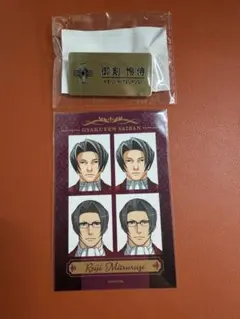 御剣 怜侍
GYAKUTEN SAIBAN
Reiji Mitsurugi